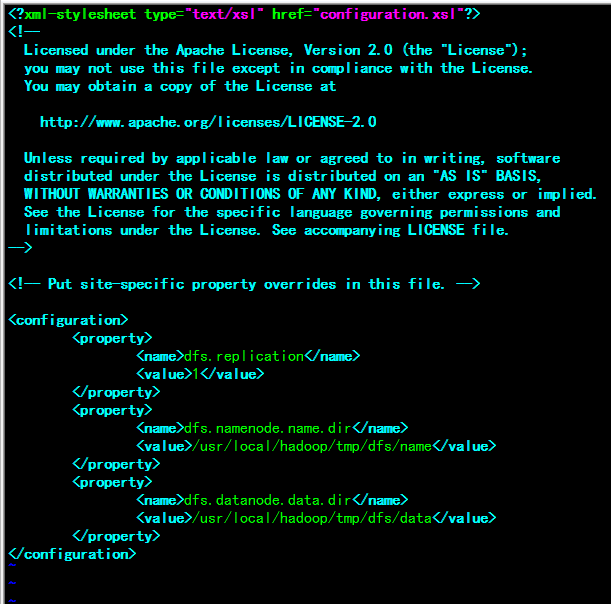 <?xml-stylesheet type="text/xsl" href="configuration.xsl"?>
<!--
  Licensed under the Apache License, Version 2.0 (the "License");
  you may not use this file except in compliance with the License.
  You may obtain a copy of the License at

    http://www.apache.org/licenses/LICENSE-2.0

  Unless required by applicable law or agreed to in writing, software
  distributed under the License is distributed on an "AS IS" BASIS,
  WITHOUT WARRANTIES OR CONDITIONS OF ANY KIND, either express or implied.
  See the License for the specific language governing permissions and
  limitations under the License. See accompanying LICENSE file.
-->

<!-- Put site-specific property overrides in this file. -->

<configuration>
        <property>
                <name>dfs.replication</name>
                <value>1</value>
        </property>
        <property>
                <name>dfs.namenode.name.dir</name>
                <value>/usr/local/hadoop/tmp/dfs/name</value>
        </property>
        <property>
                <name>dfs.datanode.data.dir</name>
                <value>/usr/local/hadoop/tmp/dfs/data</value>
        </property>
</configuration>
~
~
~